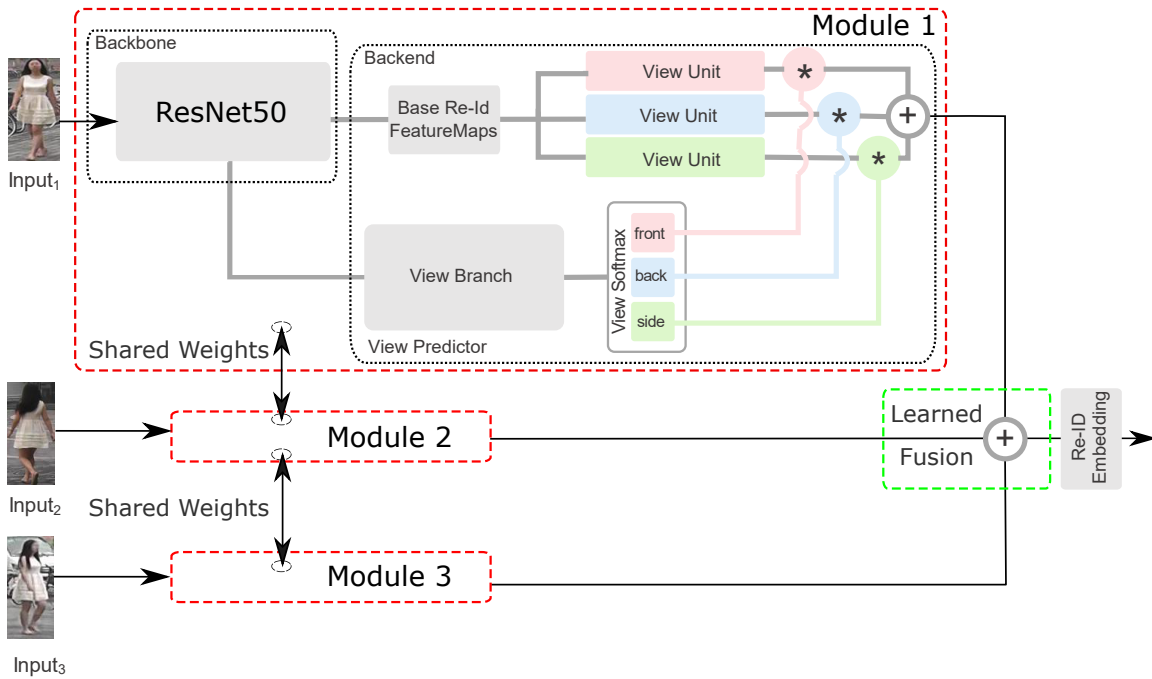 Module 1
Backbone
Backend
ResNet50
Base Re-Id
FeatureMaps
View Unit
*
View Unit
*
+
View Unit
*
Input1
View Branch
View Softmax
front
back
side
View Predictor
Shared Weights
Module 2
Input2
Learned
Fusion
+
Re-ID
Embedding
Shared Weights
Module 3
Input3